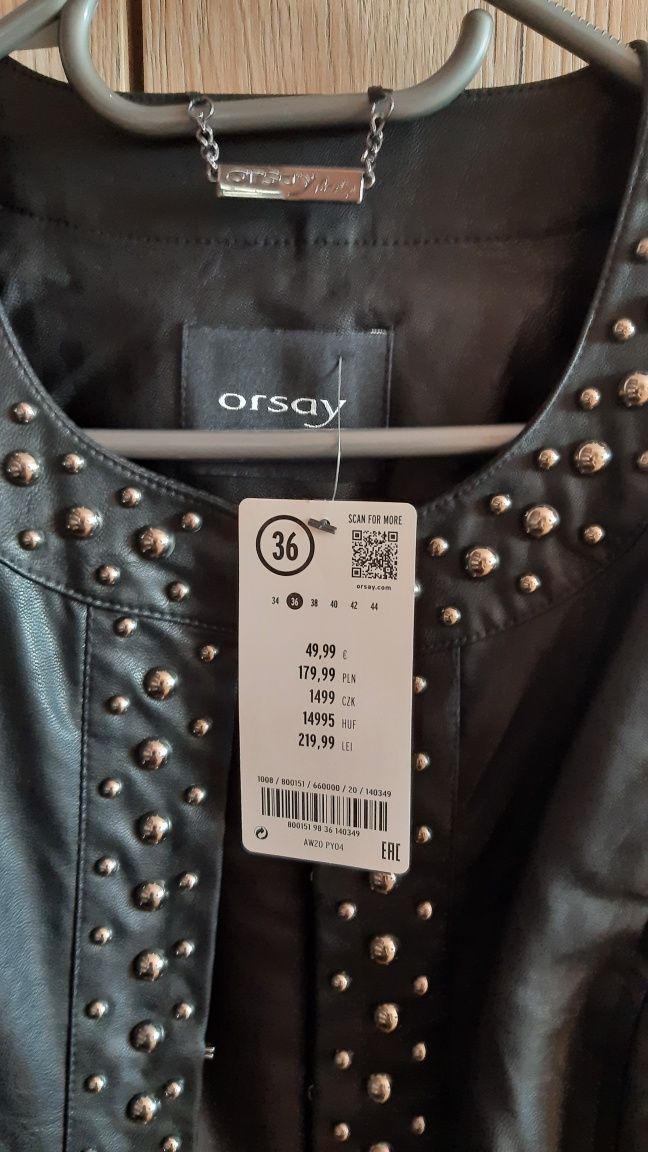 orsay
orsay
36
SCAN FOR MORE
orsay.com
34 36 38 40 42 44
49,99 €
179,99 PLN
1499 CZK
14995 HUF
219,99 LEI
1008 / 800151 / 660000 / 20 / 140349
800151 98 36 140349
AW20 PY04
EAC